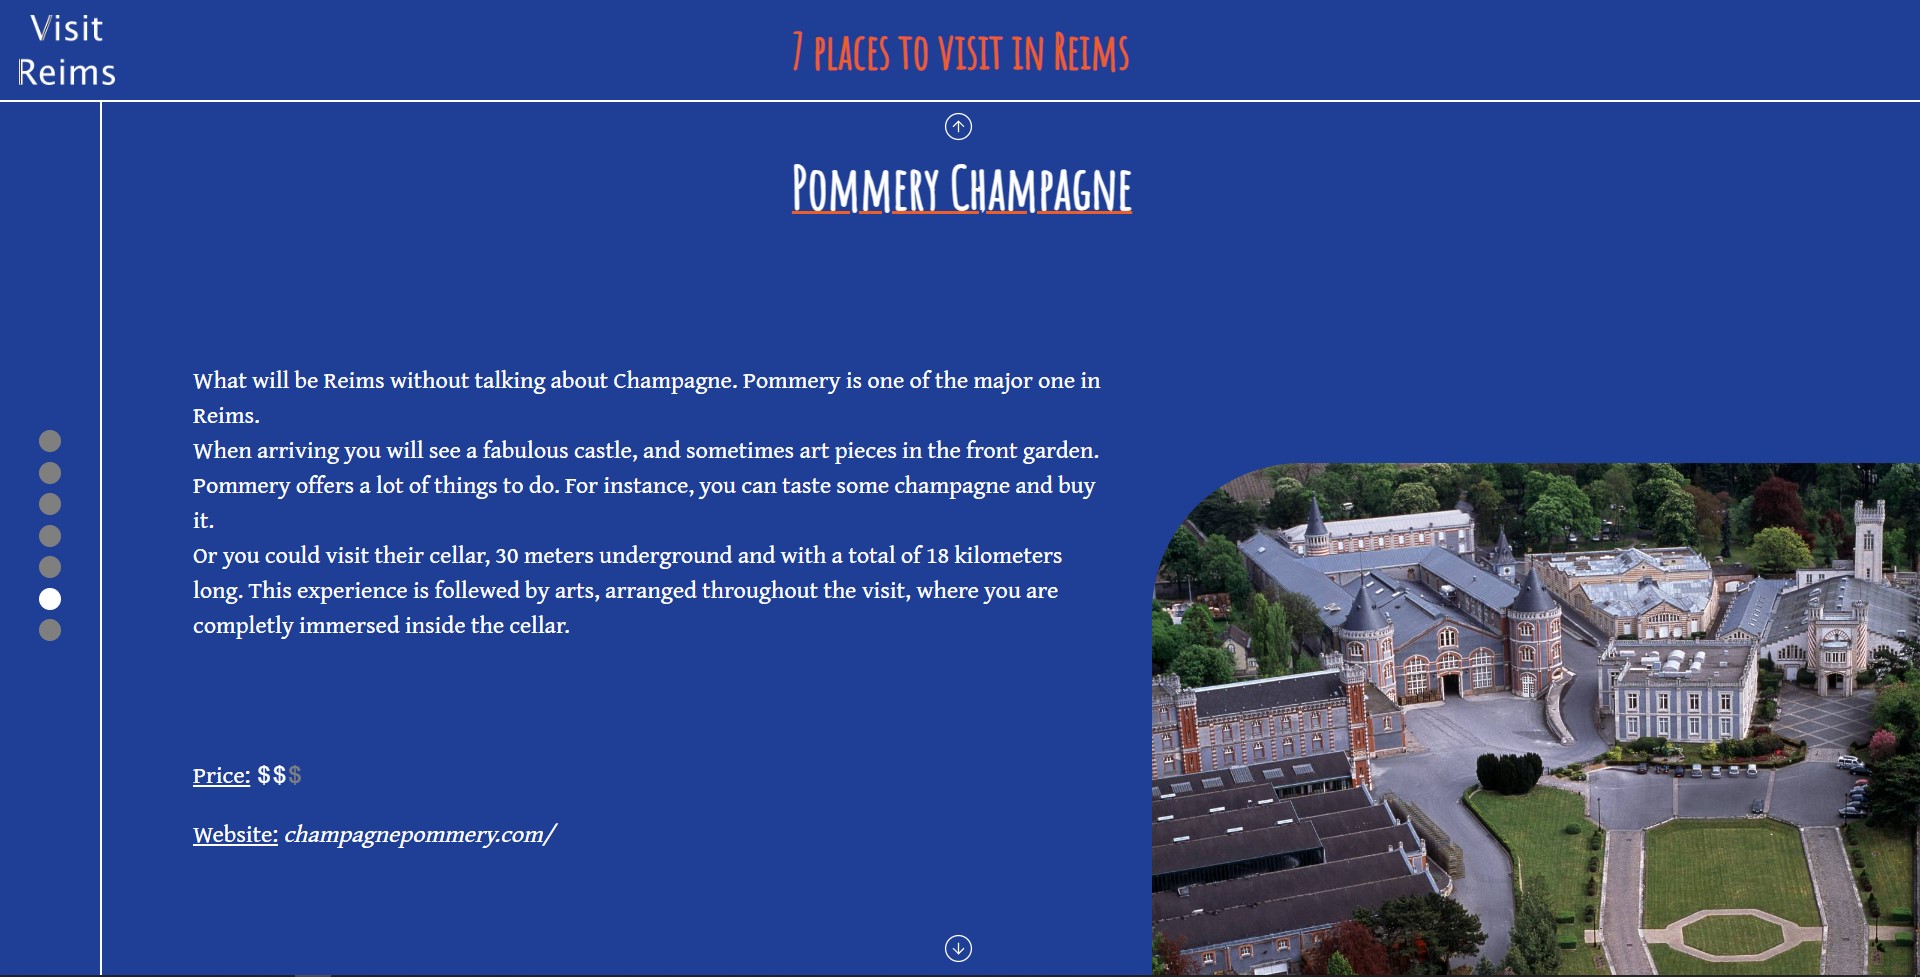 Visit
Reims
7 places to visit in Reims
Pommery Champagne
What will be Reims without talking about Champagne. Pommery is one of the major one in
Reims.
When arriving you will see a fabulous castle, and sometimes art pieces in the front garden.
Pommery offers a lot of things to do. For instance, you can taste some champagne and buy
it.
Or you could visit their cellar, 30 meters underground and with a total of 18 kilometers
long. This experience is follewed by arts, arranged throughout the visit, where you are
completly immersed inside the cellar.
Price: $$$
Website: champagnepommery.com/